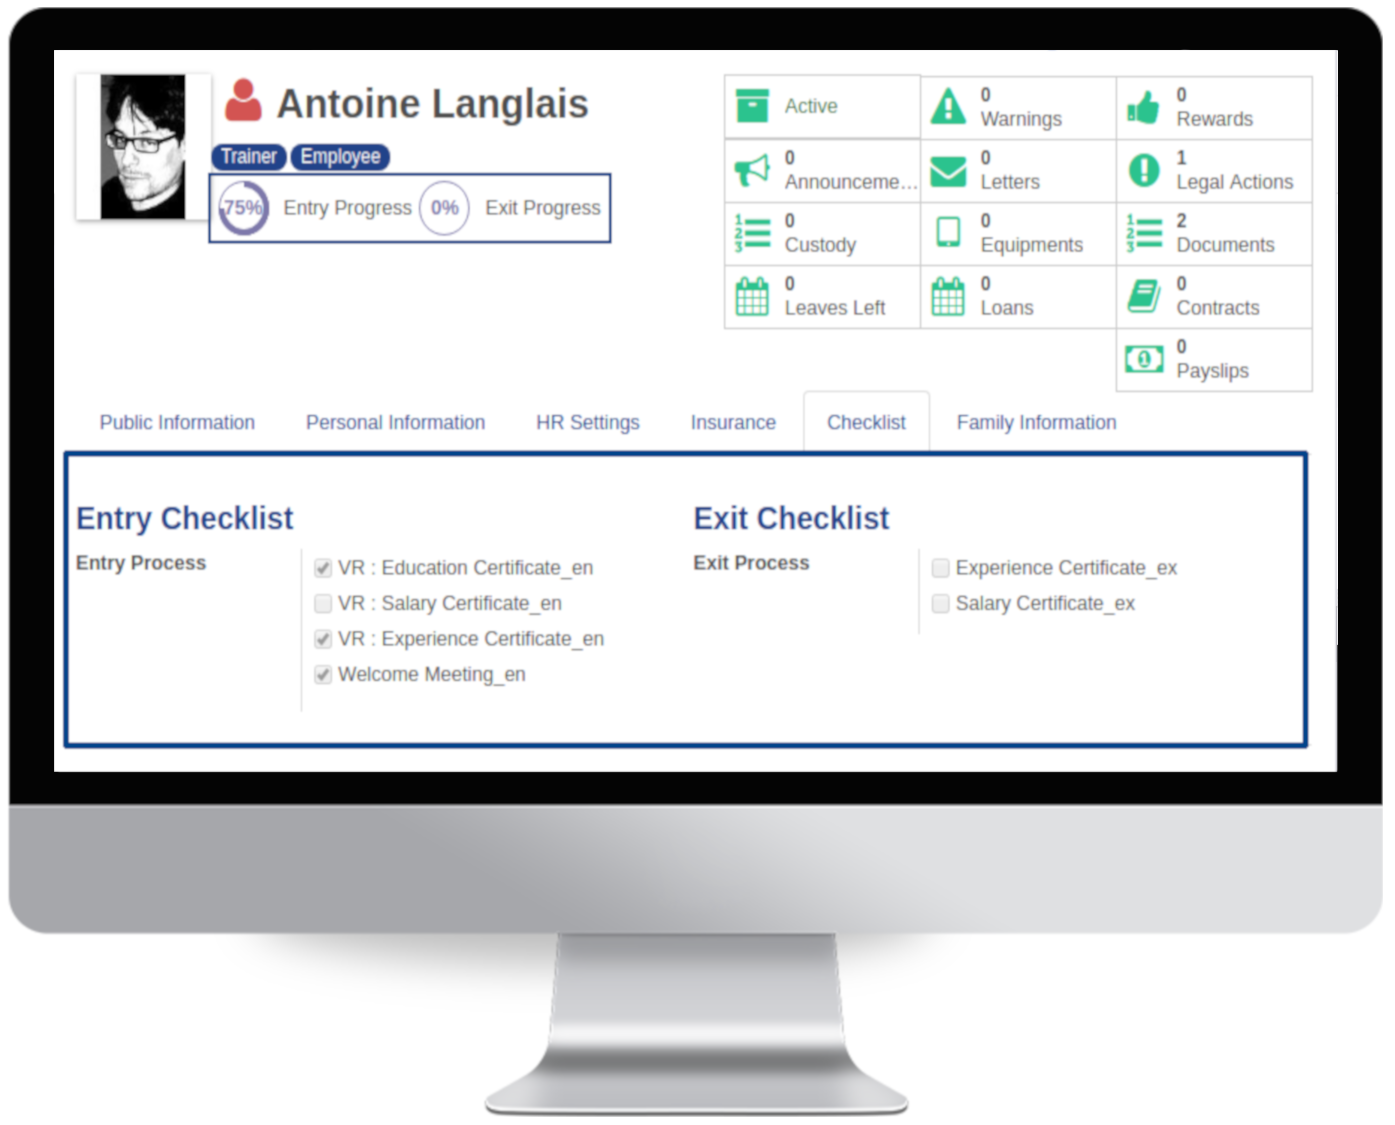 Antoine Langlais
Trainer Employee
75% Entry Progress 0% Exit Progress
Active
0
Warnings
0
Rewards
0
Announceme...
0
Letters
1
Legal Actions
0
Custody
0
Equipments
2
Documents
0
Leaves Left
0
Loans
0
Contracts
0
Payslips
Public Information Personal Information HR Settings Insurance Checklist Family Information
Entry Checklist
Entry Process
VR : Education Certificate_en
VR : Salary Certificate_en
VR : Experience Certificate_en
Welcome Meeting_en
Exit Checklist
Exit Process
Experience Certificate_ex
Salary Certificate_ex